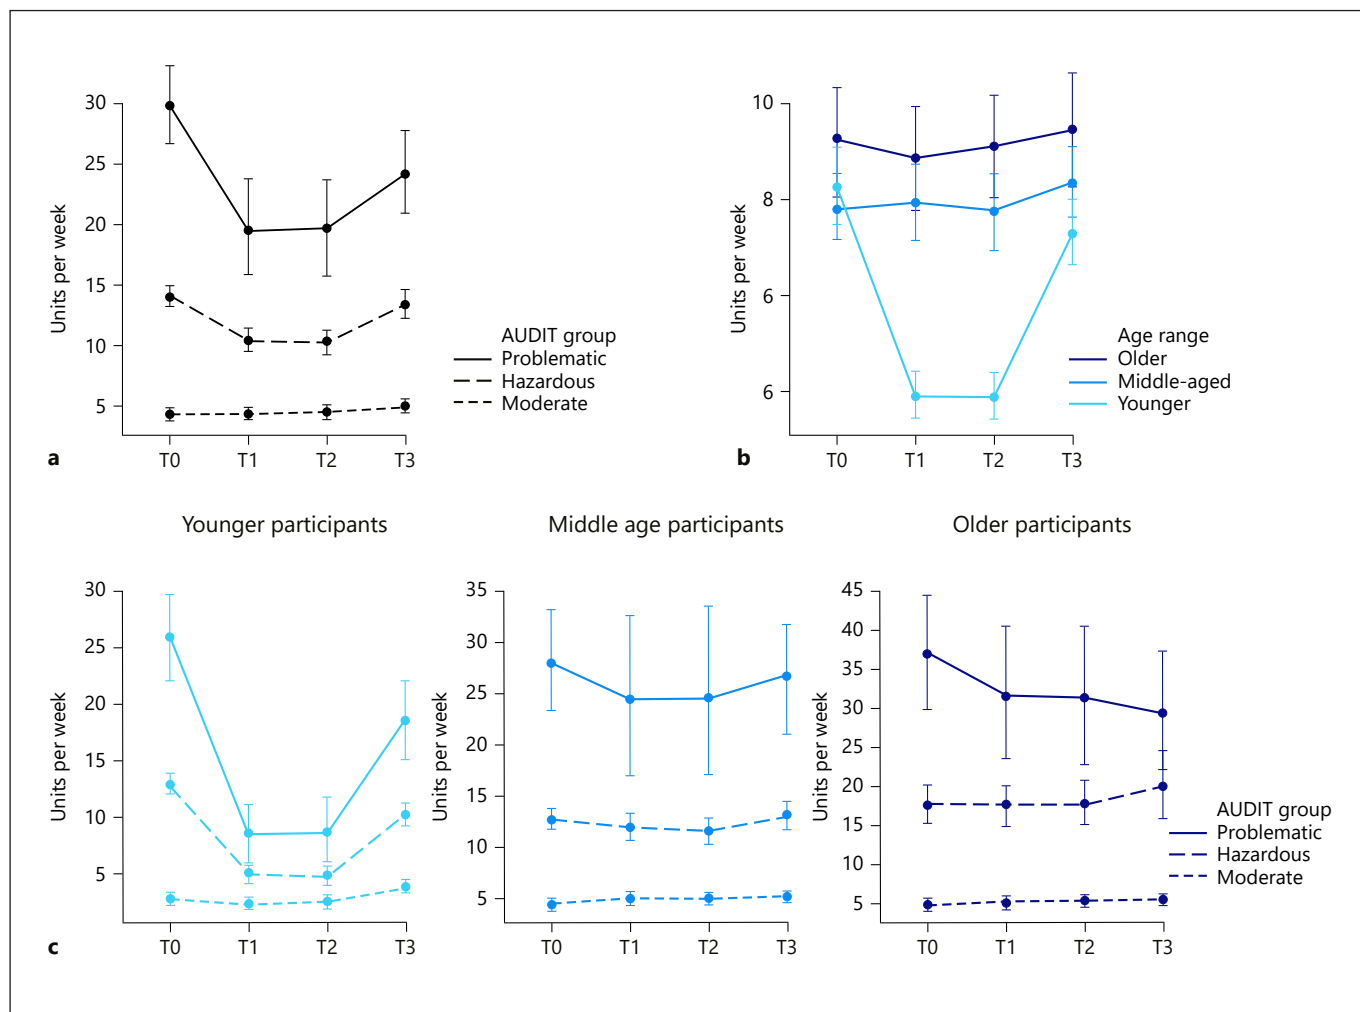 30
25
20
15
10
5
Units per week
T0 T1 T2 T3
AUDIT group
Problematic
Hazardous
Moderate
a
10
8
6
6
Units per week
T0 T1 T2 T3
Age range
Older
Middle-aged
Younger
b
Younger participants
30
25
20
15
10
5
Units per week
T0 T1 T2 T3
Middle age participants
35
30
25
20
15
10
5
Units per week
T0 T1 T2 T3
Older participants
45
40
35
30
25
20
15
10
5
Units per week
T0 T1 T2 T3
AUDIT group
Problematic
Hazardous
Moderate
c